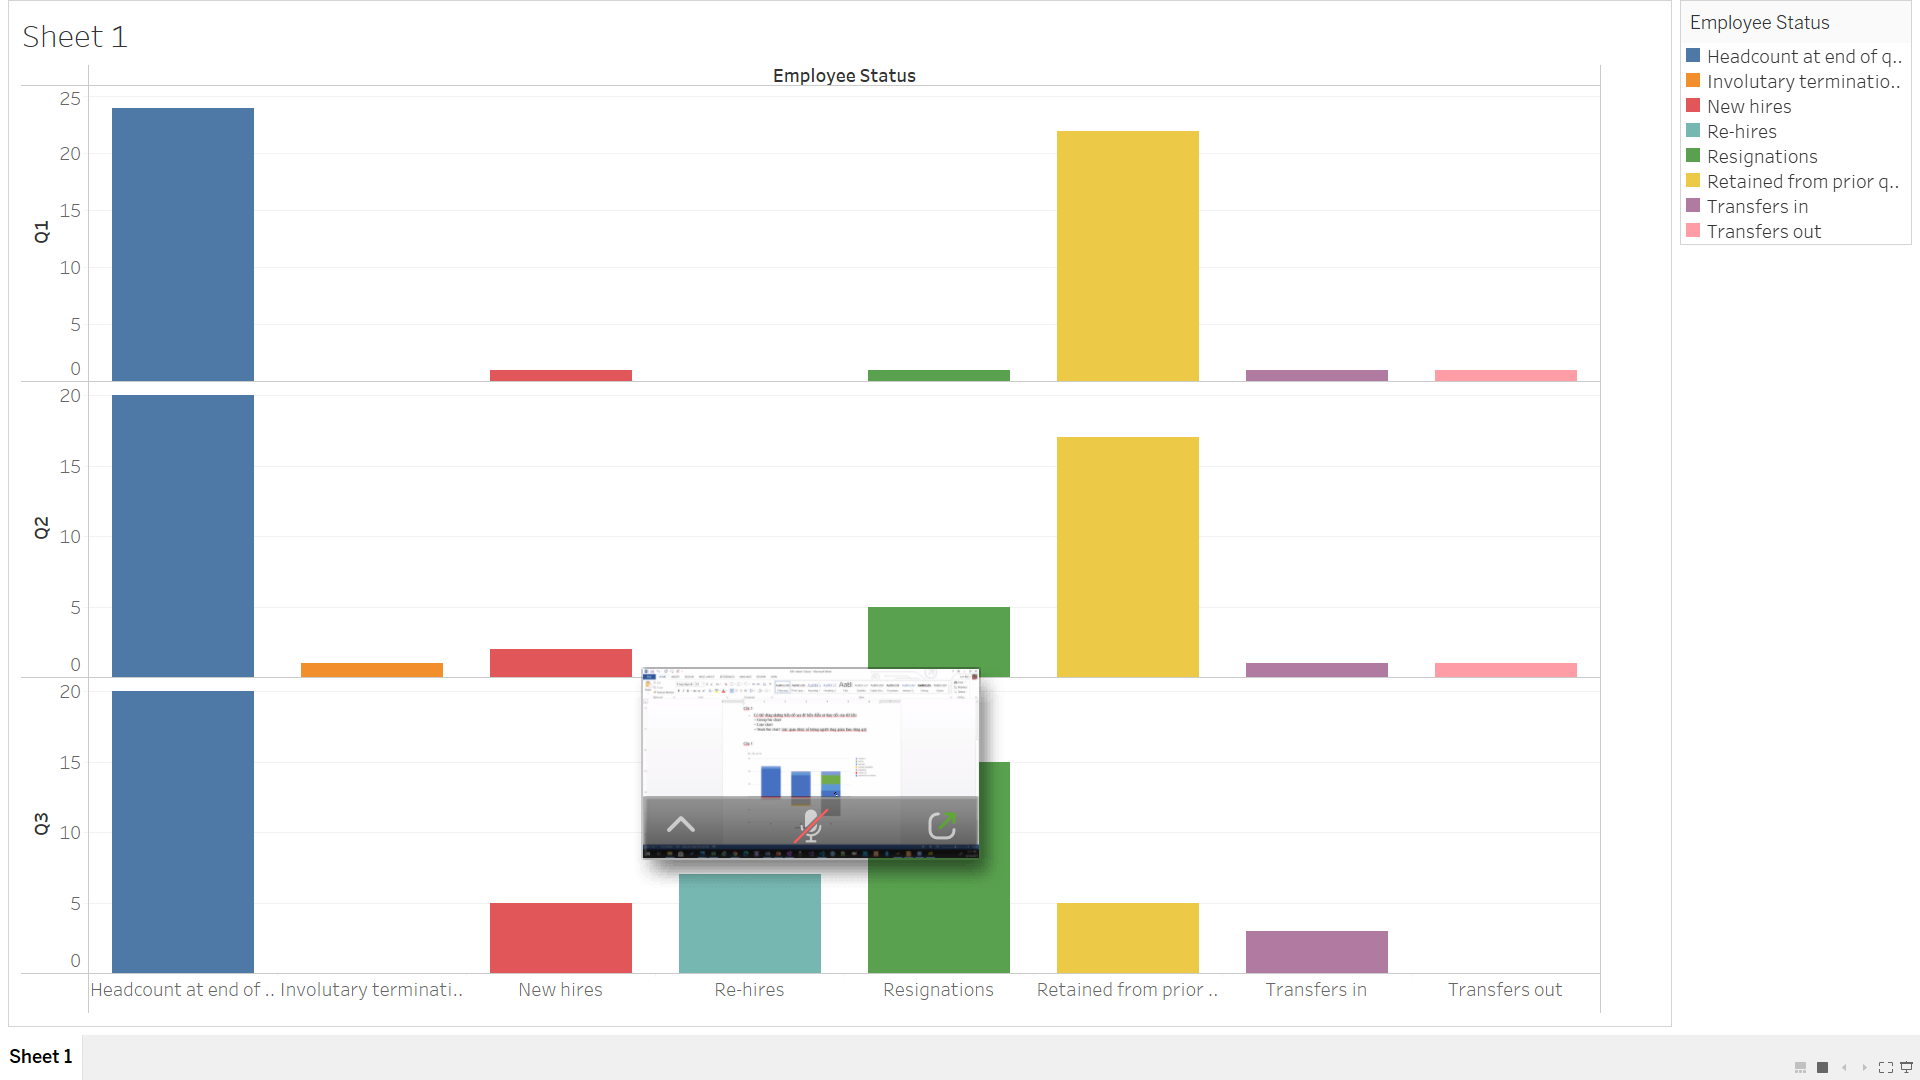 Sheet 1
Employee Status
25
20
15
10
5
0
Q1
20
15
10
5
0
Q2
20
15
10
5
0
Q3
Headcount at end of ..
Involutary terminati..
New hires
Re-hires
Resignations
Retained from prior ..
Transfers in
Transfers out
Employee Status
Headcount at end of q..
Involutary terminatio..
New hires
Re-hires
Resignations
Retained from prior q..
Transfers in
Transfers out
Sheet 1